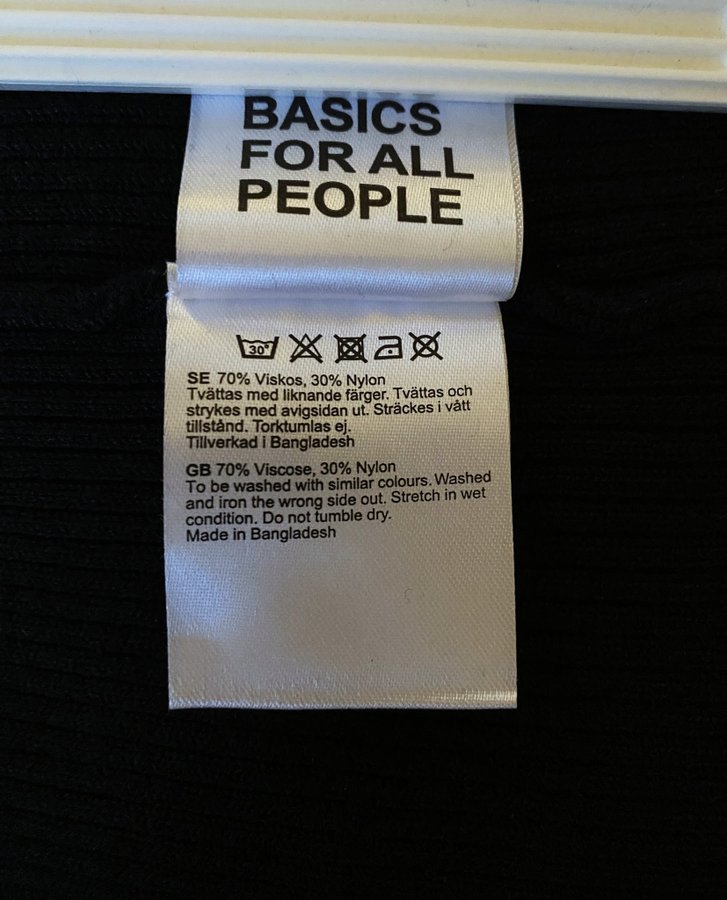 BASICS
FOR ALL
PEOPLE
30°
SE 70% Viskos, 30% Nylon
Tvättas med liknande färger. Tvättas och
strykes med avigsidan ut. Sträckes i vått
tillstånd. Torktumlas ej.
Tillverkad i Bangladesh
GB 70% Viscose, 30% Nylon
To be washed with similar colours. Washed
and iron the wrong side out. Stretch in wet
condition. Do not tumble dry.
Made in Bangladesh